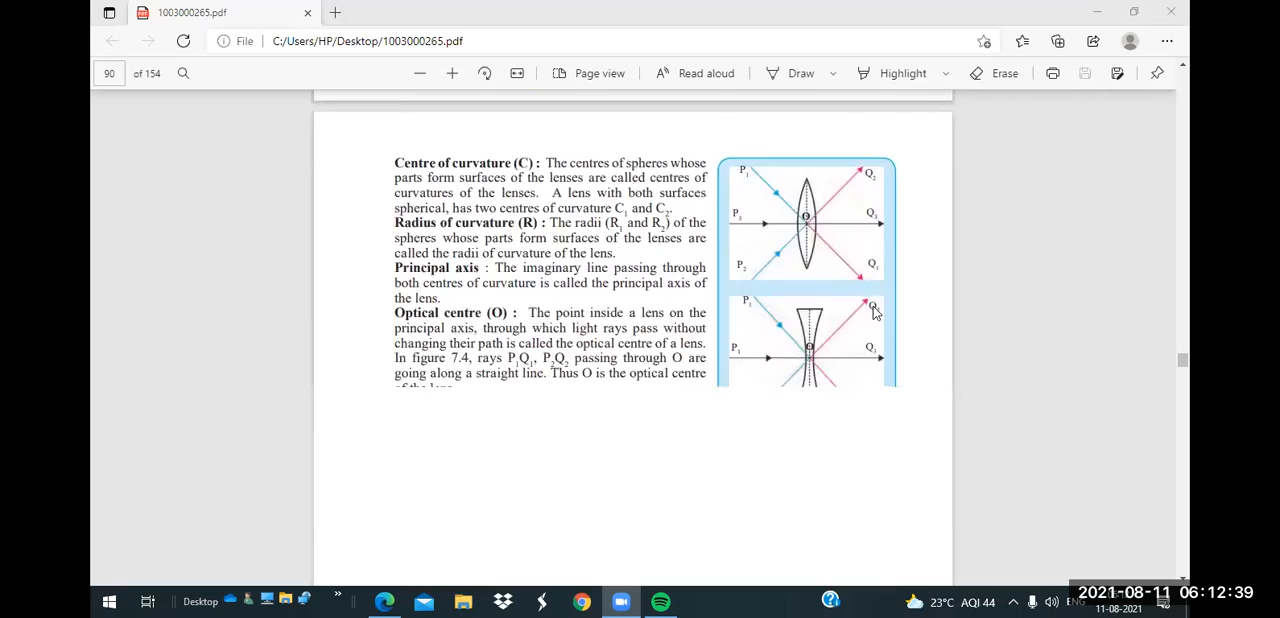 1003000265.pdf
File
C:/Users/HP/Desktop/1003000265.pdf
90 of 154
Page view
Read aloud
Draw
Highlight
Erase
Centre of curvature (C) : The centres of spheres whose
parts form surfaces of the lenses are called centres of
curvatures of the lenses. A lens with both surfaces
spherical, has two centres of curvature C₁ and C₂.
Radius of curvature (R) : The radii (R₁ and R₂) of the
spheres whose parts form surfaces of the lenses are
called the radii of curvature of the lens.
Principal axis : The imaginary line passing through
both centres of curvature is called the principal axis of
the lens.
Optical centre (O) : The point inside a lens on the
principal axis, through which light rays pass without
changing their path is called the optical centre of a lens.
In figure 7.4, rays P₁Q₁, P₂Q₂ passing through O are
going along a straight line. Thus O is the optical centre
of the lens.
P₁
Q₂
P₃
O
Q₃
P₂
Q₁
P₁
P₃
O
Q₃
Desktop
23°C AQI 44
ENG
11-08-2021
2021-08-11 06:12:39